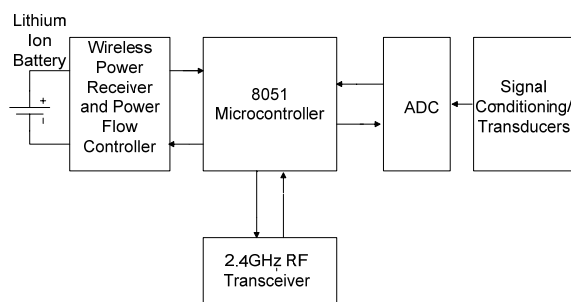 Lithium
Ion
Battery
+
-
Wireless
Power
Receiver
and Power
Flow
Controller
8051
Microcontroller
ADC
Signal
Conditioning/
Transducers
2.4GHz RF
Transceiver